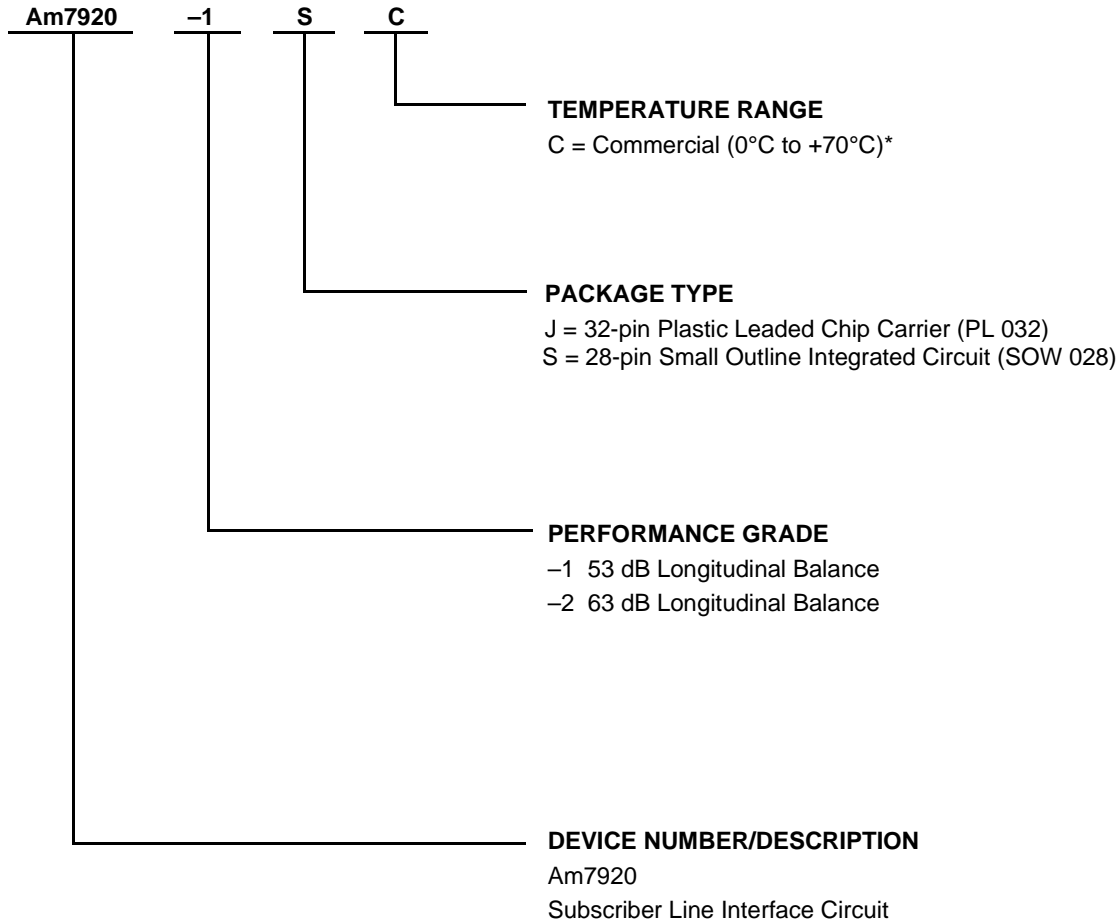 Am7920 –1 S C
TEMPERATURE RANGE
C = Commercial (0°C to +70°C)*
PACKAGE TYPE
J = 32-pin Plastic Leaded Chip Carrier (PL 032)
S = 28-pin Small Outline Integrated Circuit (SOW 028)
PERFORMANCE GRADE
–1 53 dB Longitudinal Balance
–2 63 dB Longitudinal Balance
DEVICE NUMBER/DESCRIPTION
Am7920
Subscriber Line Interface Circuit